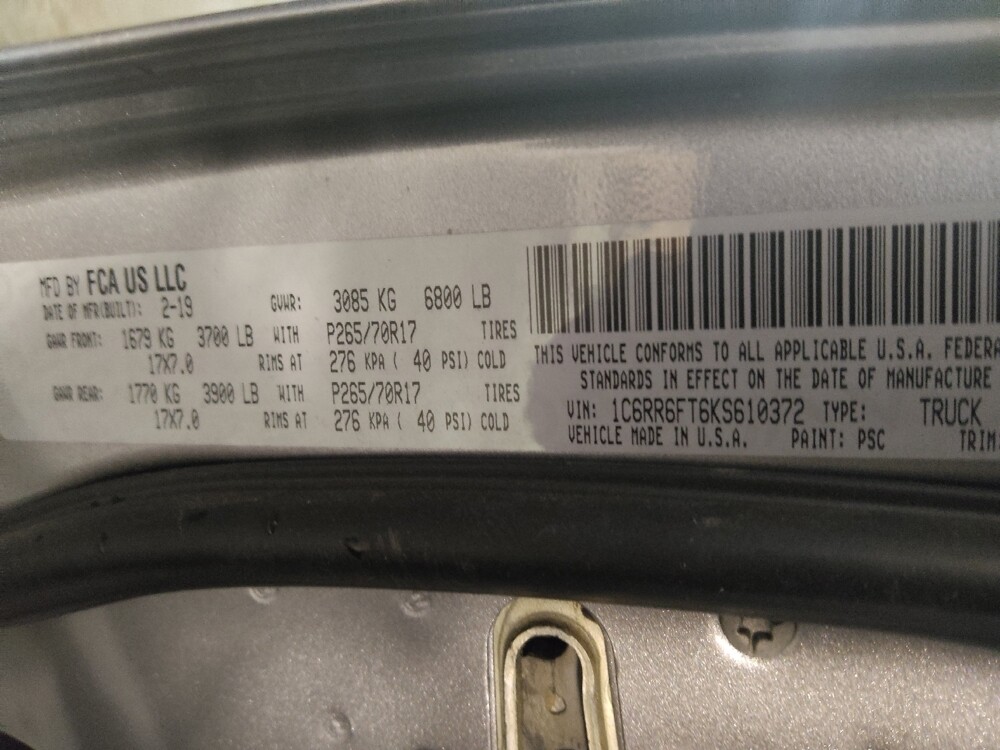 MFD BY FCA US LLC
DATE OF MFR(BUILT): 2-19 GVWR: 3085 KG 6800 LB
GAWR FRONT: 1679 KG 3700 LB WITH P265/70R17 TIRES
17X7.0 RIMS AT 276 KPA ( 40 PSI) COLD
GAWR REAR: 1770 KG 3900 LB WITH P265/70R17 TIRES
17X7.0 RIMS AT 276 KPA ( 40 PSI) COLD
THIS VEHICLE CONFORMS TO ALL APPLICABLE U.S.A. FEDERA
STANDARDS IN EFFECT ON THE DATE OF MANUFACTURE
VIN: 1C6RR6FT6KS610372 TYPE: TRUCK
VEHICLE MADE IN U.S.A. PAINT: PSC TRIM